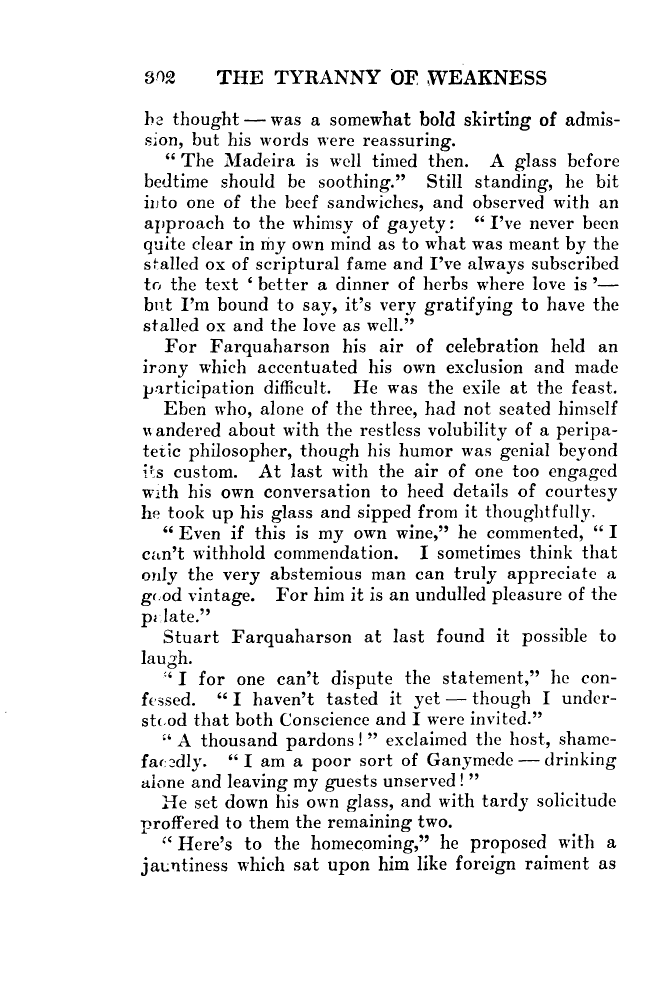 302 THE TYRANNY OF WEAKNESS
he thought — was a somewhat bold skirting of admis-
sion, but his words were reassuring.
“ The Madeira is well timed then. A glass before
bedtime should be soothing.” Still standing, he bit
into one of the beef sandwiches, and observed with an
approach to the whimsy of gayety: “ I've never been
quite clear in my own mind as to what was meant by the
stalled ox of scriptural fame and I've always subscribed
to the text ‘ better a dinner of herbs where love is ’—
but I'm bound to say, it's very gratifying to have the
stalled ox and the love as well.”
For Farquaharson his air of celebration held an
irony which accentuated his own exclusion and made
participation difficult. He was the exile at the feast.
Eben who, alone of the three, had not seated himself
wandered about with the restless volubility of a peripa-
tetic philosopher, though his humor was genial beyond
its custom. At last with the air of one too engaged
with his own conversation to heed details of courtesy
he took up his glass and sipped from it thoughtfully.
“ Even if this is my own wine,” he commented, “ I
can't withhold commendation. I sometimes think that
only the very abstemious man can truly appreciate a
good vintage. For him it is an undulled pleasure of the
palate.”
Stuart Farquaharson at last found it possible to
laugh.
“ I for one can't dispute the statement,” he con-
fessed. “ I haven't tasted it yet — though I under-
stood that both Conscience and I were invited.”
“ A thousand pardons! ” exclaimed the host, shame-
facedly. “ I am a poor sort of Ganymede — drinking
alone and leaving my guests unserved! ”
He set down his own glass, and with tardy solicitude
proffered to them the remaining two.
“ Here's to the homecoming,” he proposed with a
jauntiness which sat upon him like foreign raiment as